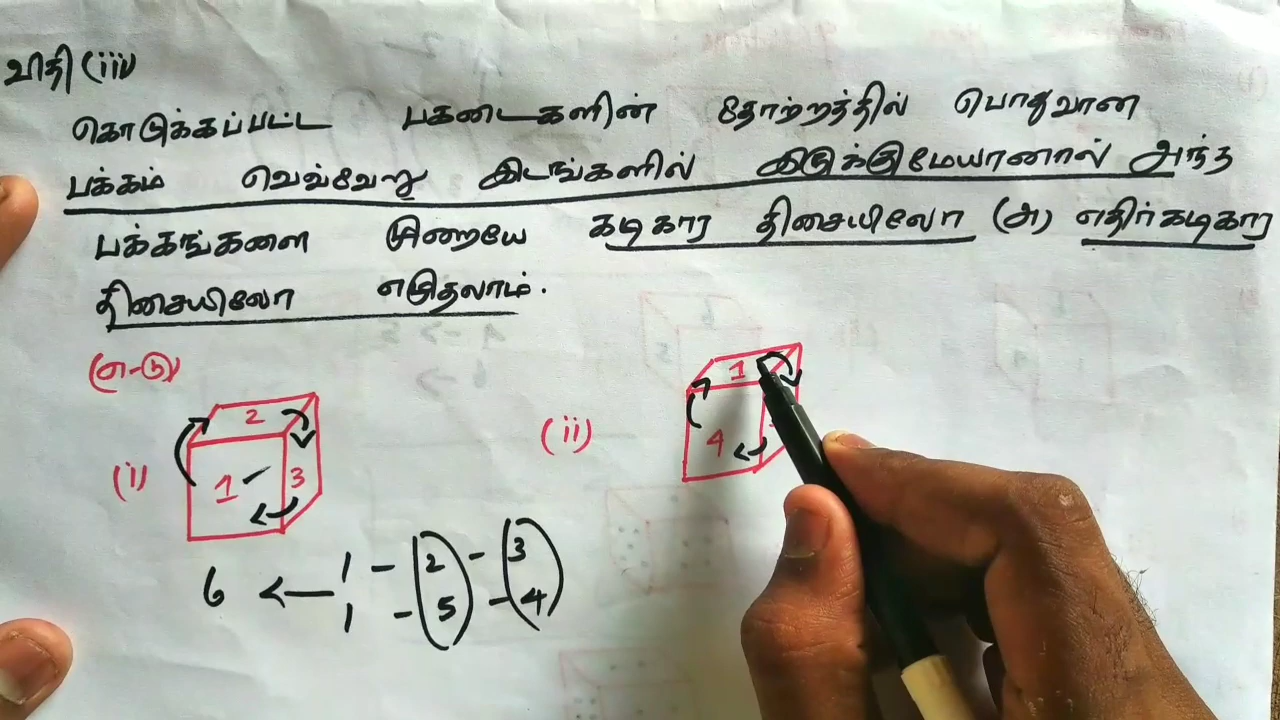 விதி (iii)
கொடுக்கப்பட்ட பகடைகளின் தோற்றத்தில் பொதுவான
பக்கம் வெவ்வேறு இடங்களில் இருக்குமேயானால் அந்த
பக்கங்களை முறையே கடிகார திசையிலோ (அ) எதிர்கடிகார
திசையிலோ எழுதலாம்.
(எ-டு)
(i)
2
1
3
(ii)
1
4
6 ← 1 - 2 - 3
1 - 5 - 4